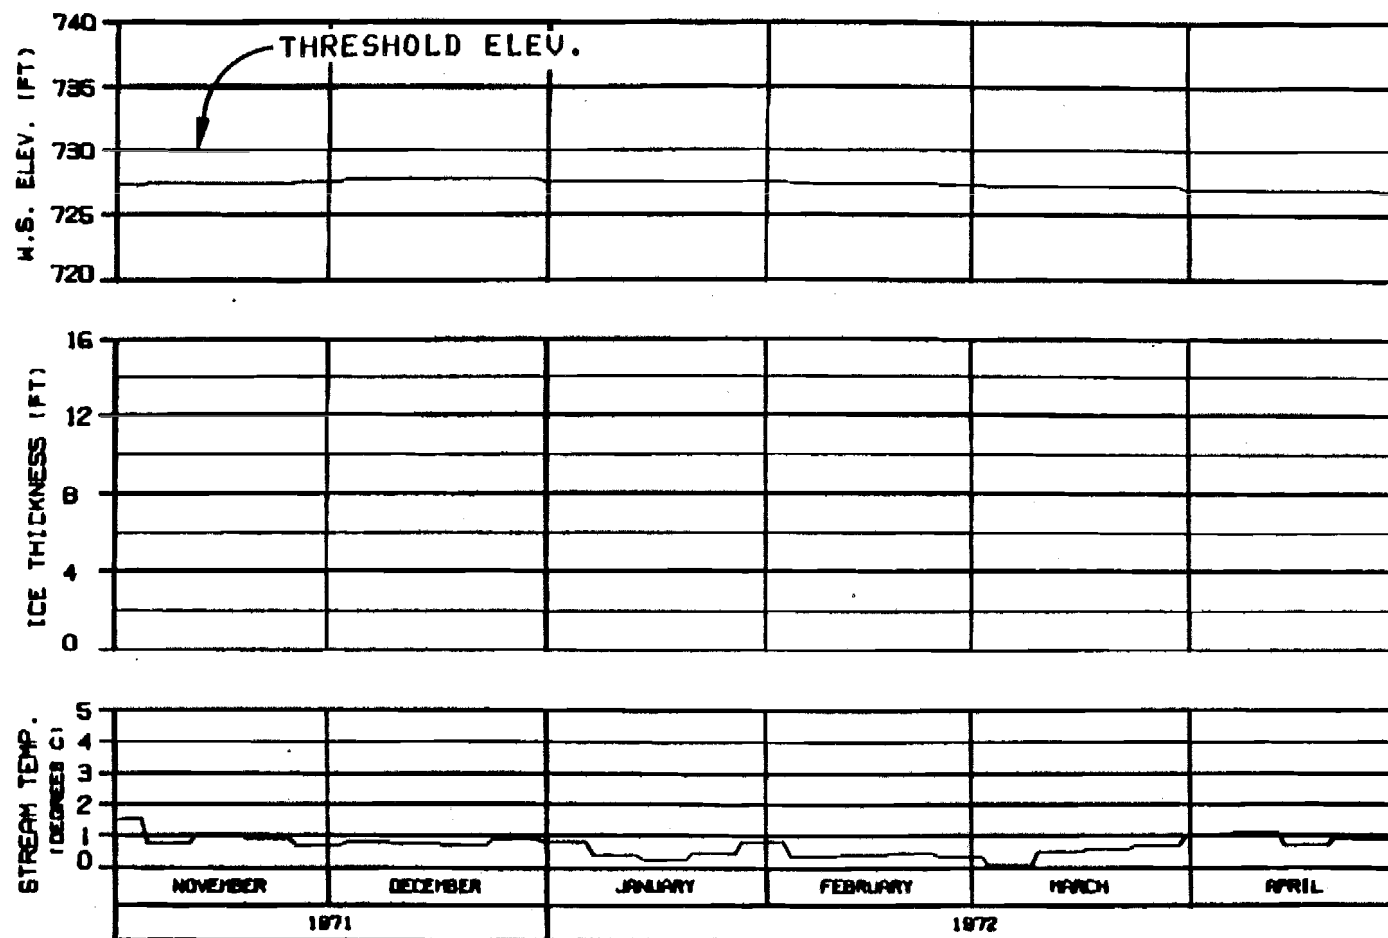 740
THRESHOLD ELEV.
735
730
725
720
W.S. ELEV. (FT)
16
12
8
4
0
ICE THICKNESS (FT)
5
4
3
2
1
0
STREAM TEMP.
(DEGREES C)
NOVEMBER DECEMBER JANUARY FEBRUARY MARCH APRIL
1971 1972